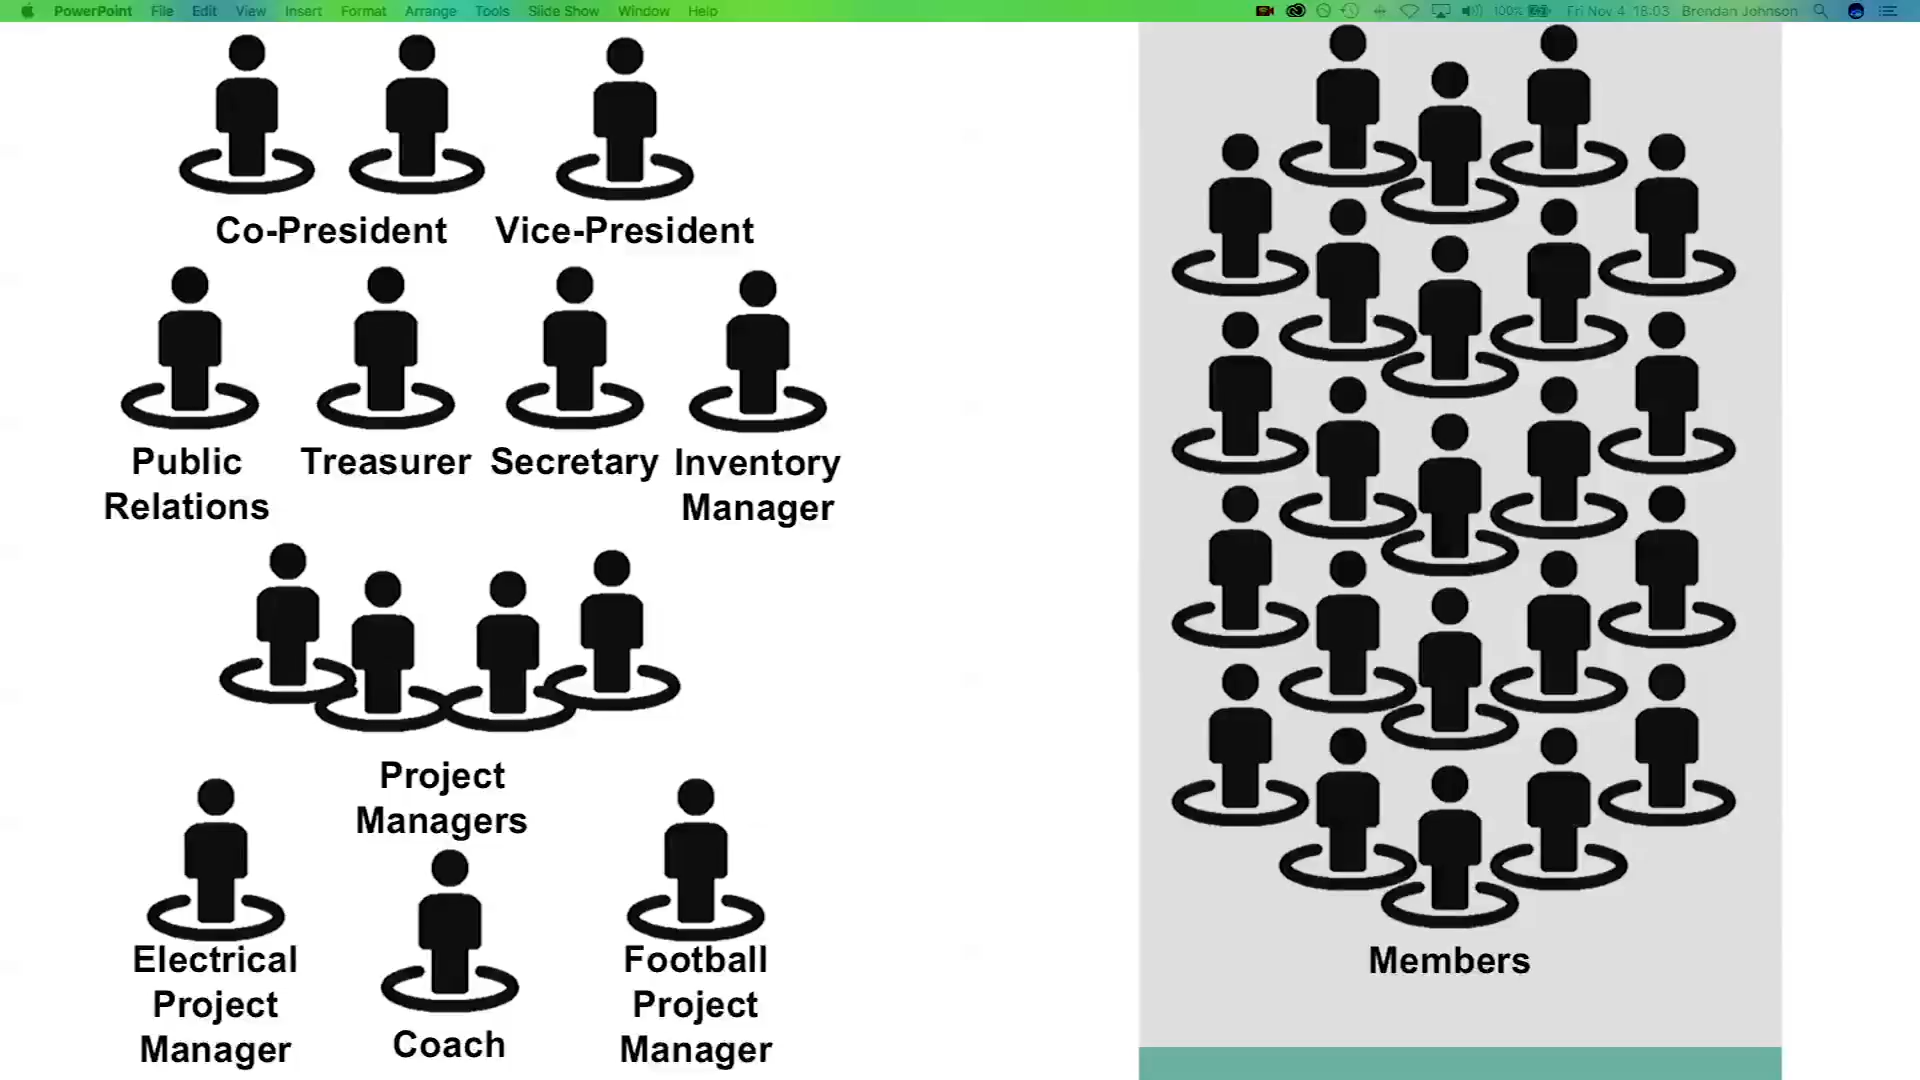 PowerPoint File Edit View Insert Format Arrange Tools Slide Show Window Help 100% Fri Nov 4 18:03 Brendan Johnson
Co-President Vice-President
Public
Relations
Treasurer
Secretary
Inventory
Manager
Project
Managers
Electrical
Project
Manager
Coach
Football
Project
Manager
Members